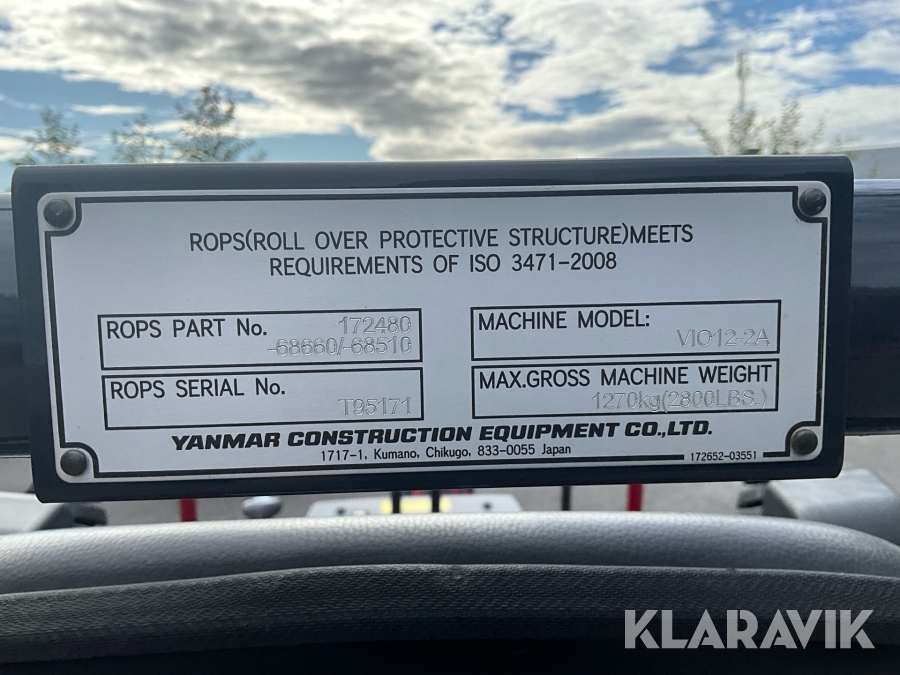 ROPS(ROLL OVER PROTECTIVE STRUCTURE)MEETS
REQUIREMENTS OF ISO 3471-2008
ROPS PART No. 172480
-68660/-68510
MACHINE MODEL:
VIO12-2A
ROPS SERIAL No.
T95171
MAX.GROSS MACHINE WEIGHT
1270kg(2800LBS.)
YANMAR CONSTRUCTION EQUIPMENT CO.,LTD.
1717-1, Kumano, Chikugo, 833-0055 Japan
172652-03551
KLARAVIK